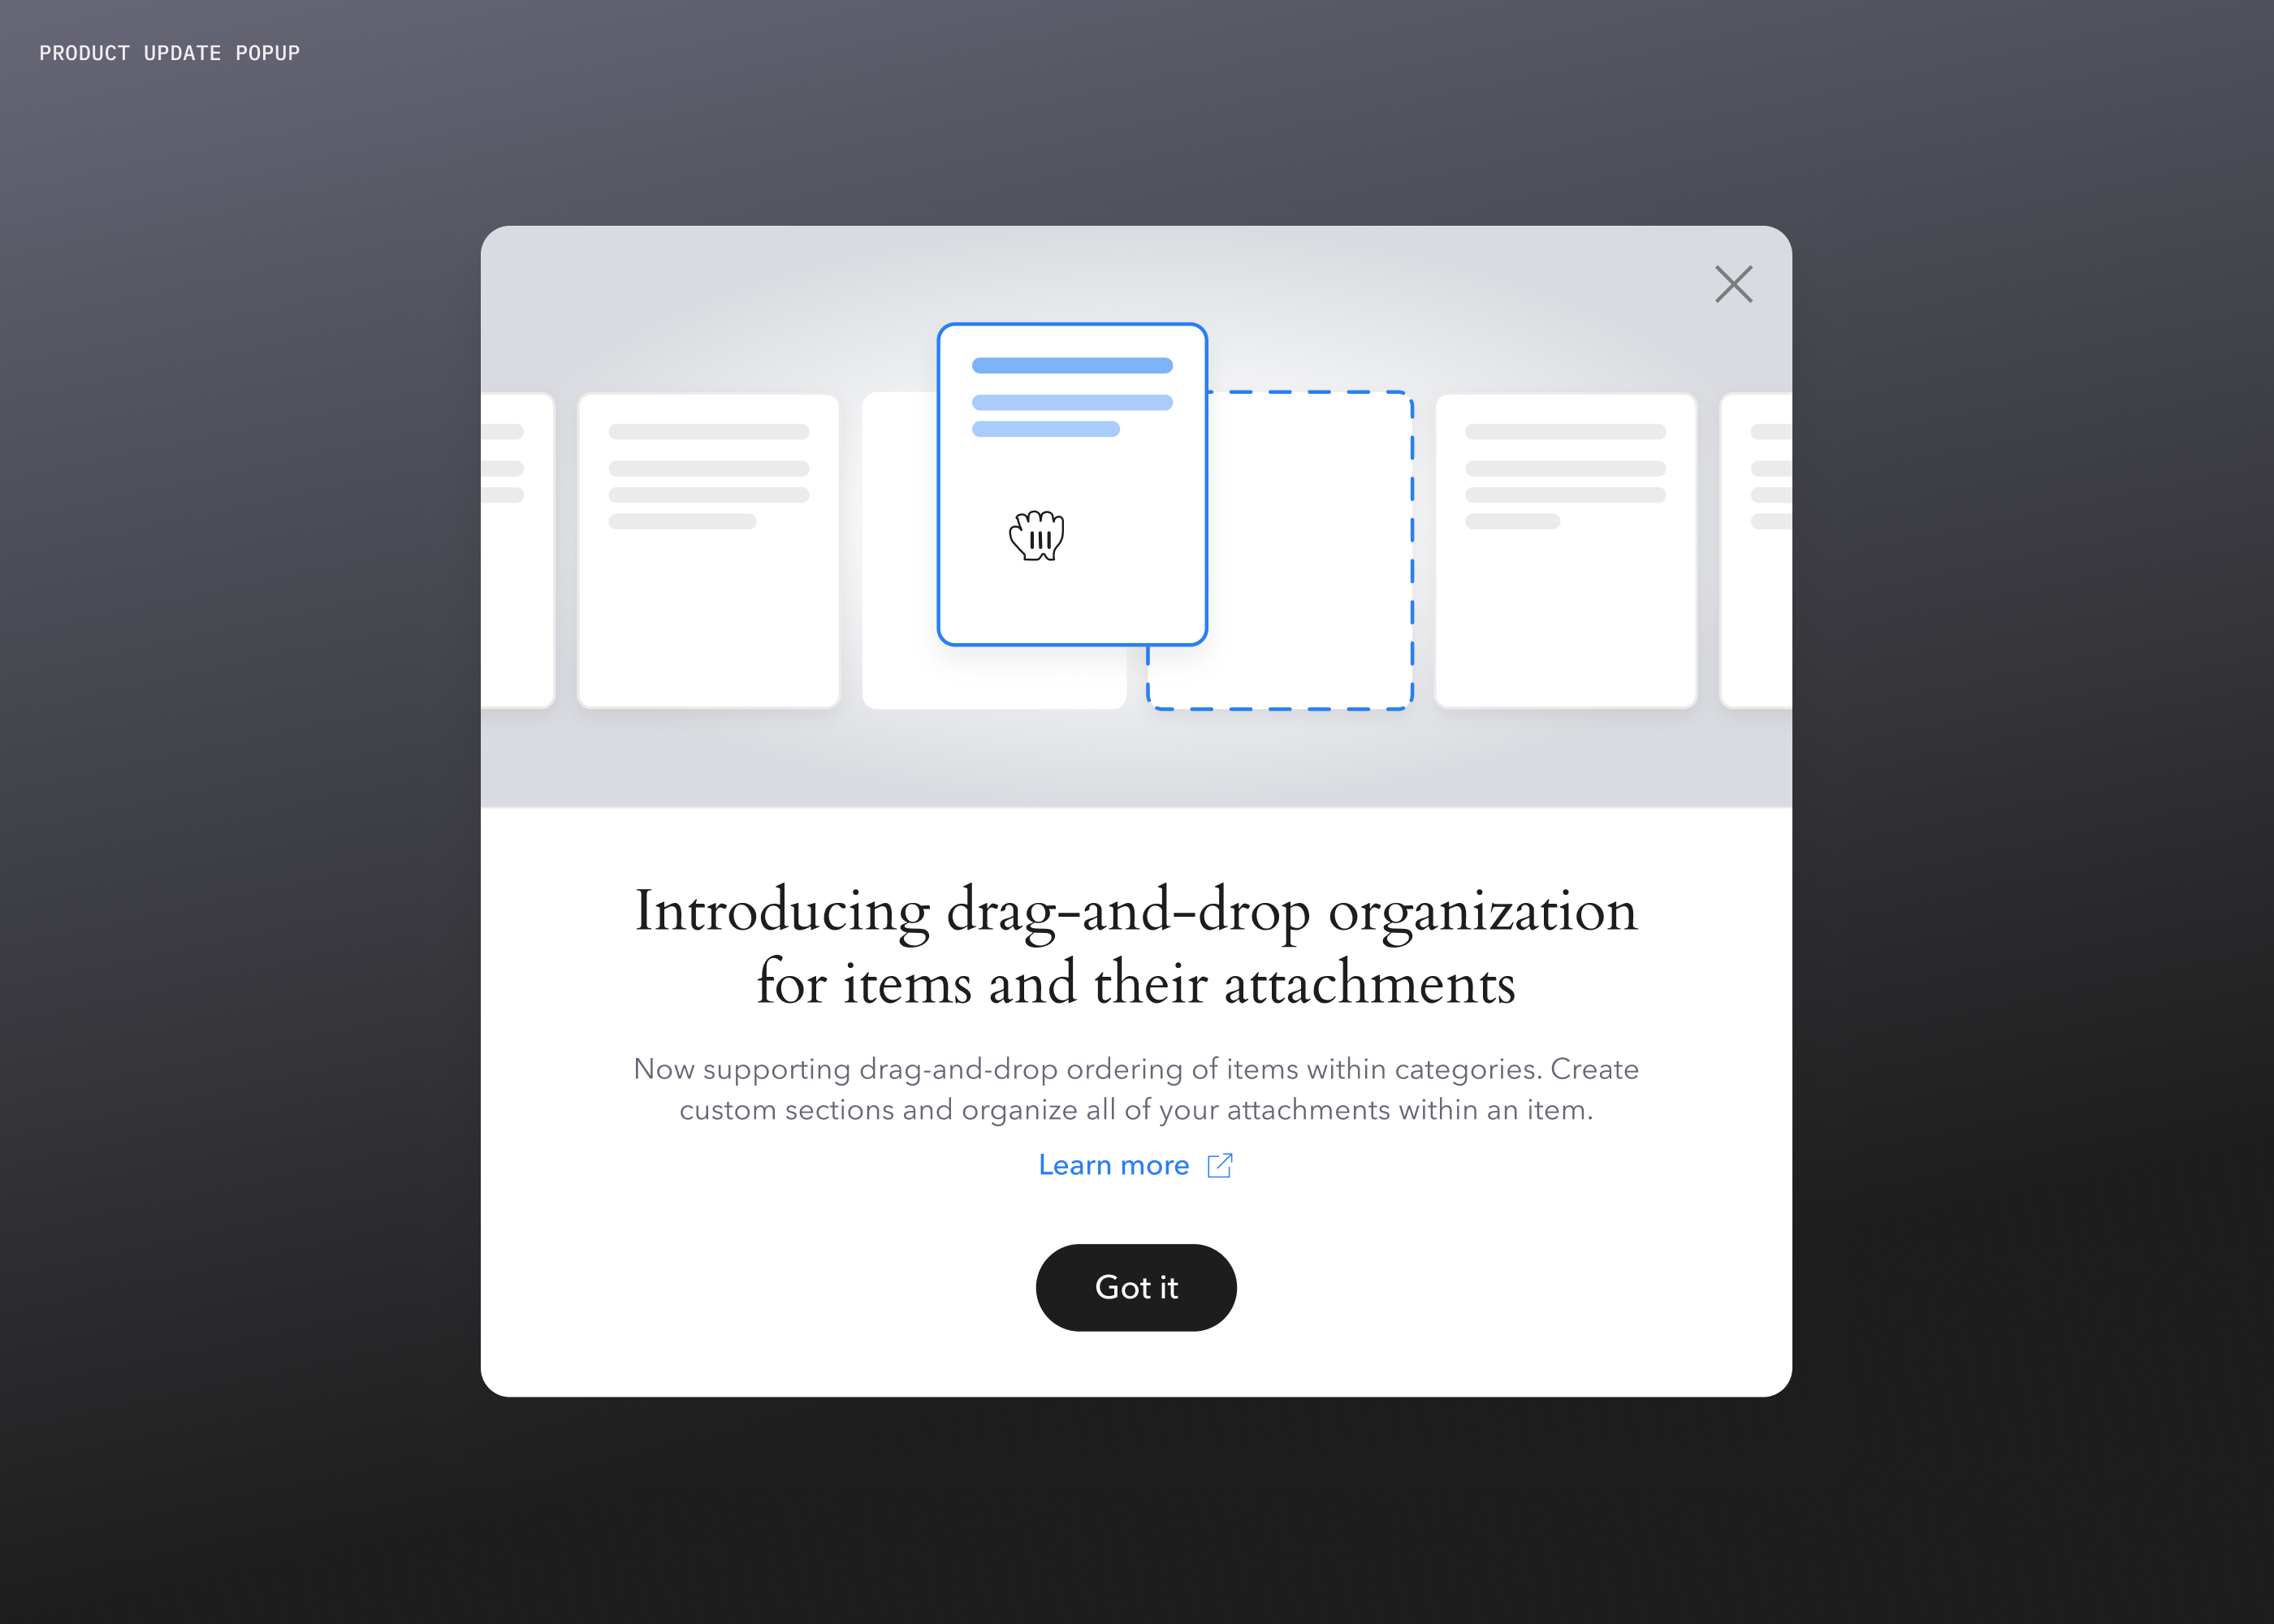 PRODUCT UPDATE POPUP
Introducing drag-and-drop organization
for items and their attachments
Now supporting drag-and-drop ordering of items within categories. Create
custom sections and organize all of your attachments within an item.
Learn more
Got it